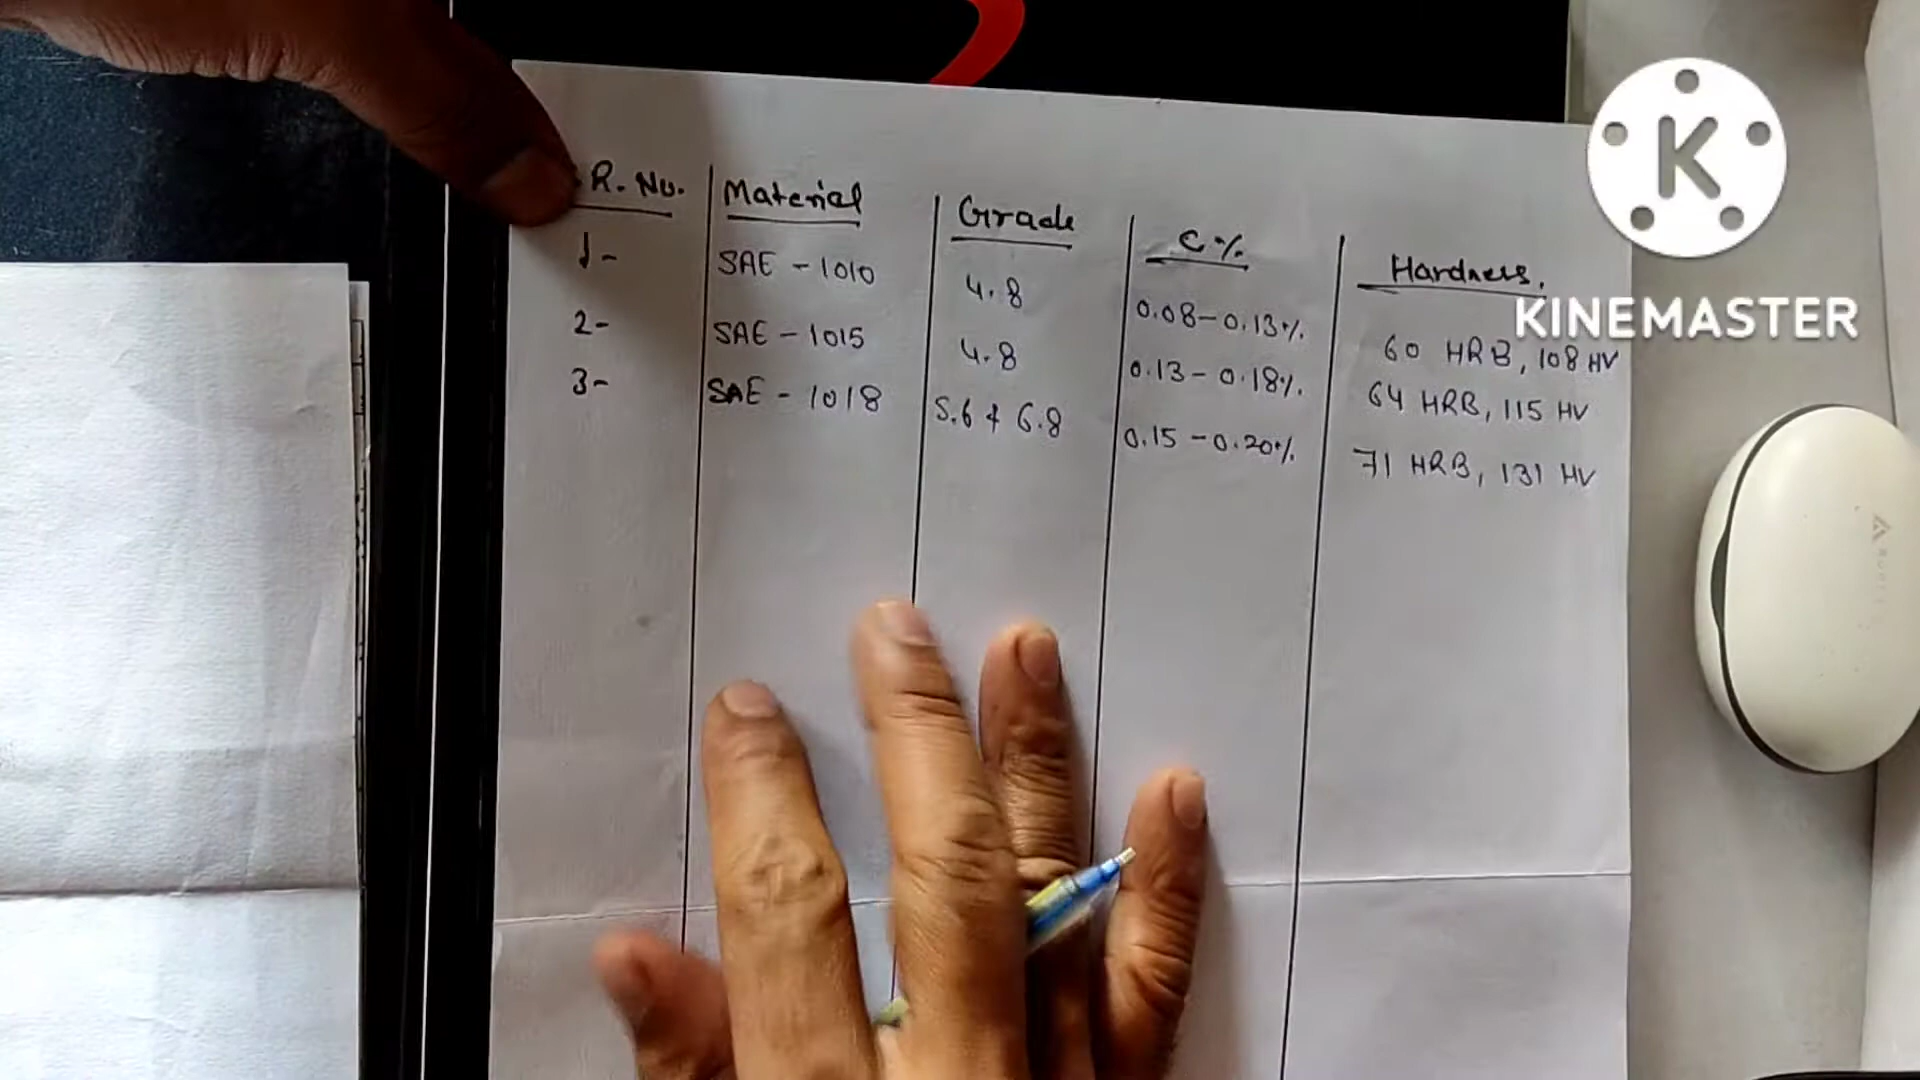 R. No. Material Grade C% Hardness.
1- SAE - 1010 4.8 0.08-0.13% 60 HRB, 108 HV
2- SAE - 1015 4.8 0.13-0.18% 64 HRB, 115 HV
3- SAE - 1018 5.6 & 6.8 0.15-0.20% 71 HRB, 131 HV
K
KINEMASTER